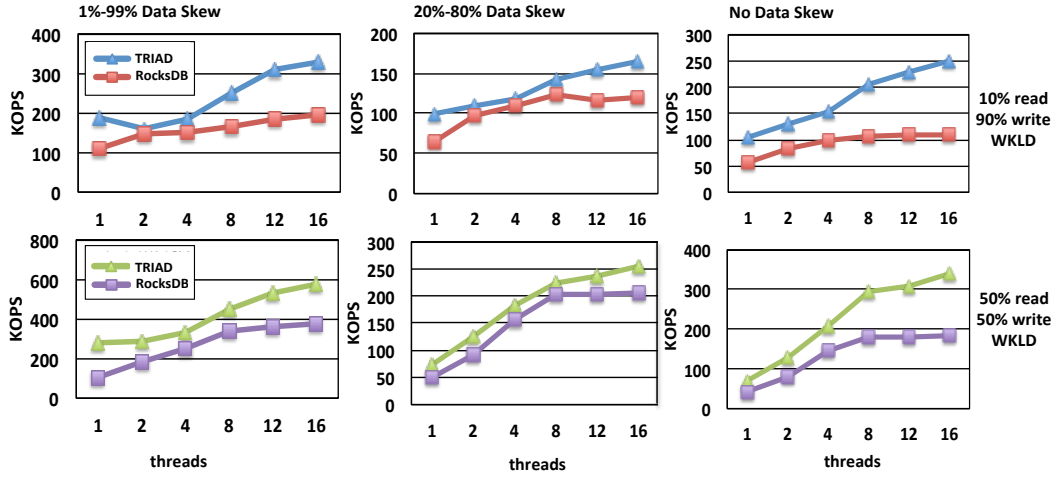 1%-99% Data Skew
20%-80% Data Skew
No Data Skew
KOPS
400
300
200
100
0
TRIAD
RocksDB
1 2 4 8 12 16
KOPS
200
150
100
50
0
1 2 4 8 12 16
KOPS
300
250
200
150
100
50
0
1 2 4 8 12 16
10% read
90% write
WKLD
KOPS
800
600
400
200
0
TRIAD
RocksDB
1 2 4 8 12 16
threads
KOPS
300
250
200
150
100
50
0
1 2 4 8 12 16
threads
KOPS
400
300
200
100
0
1 2 4 8 12 16
threads
50% read
50% write
WKLD